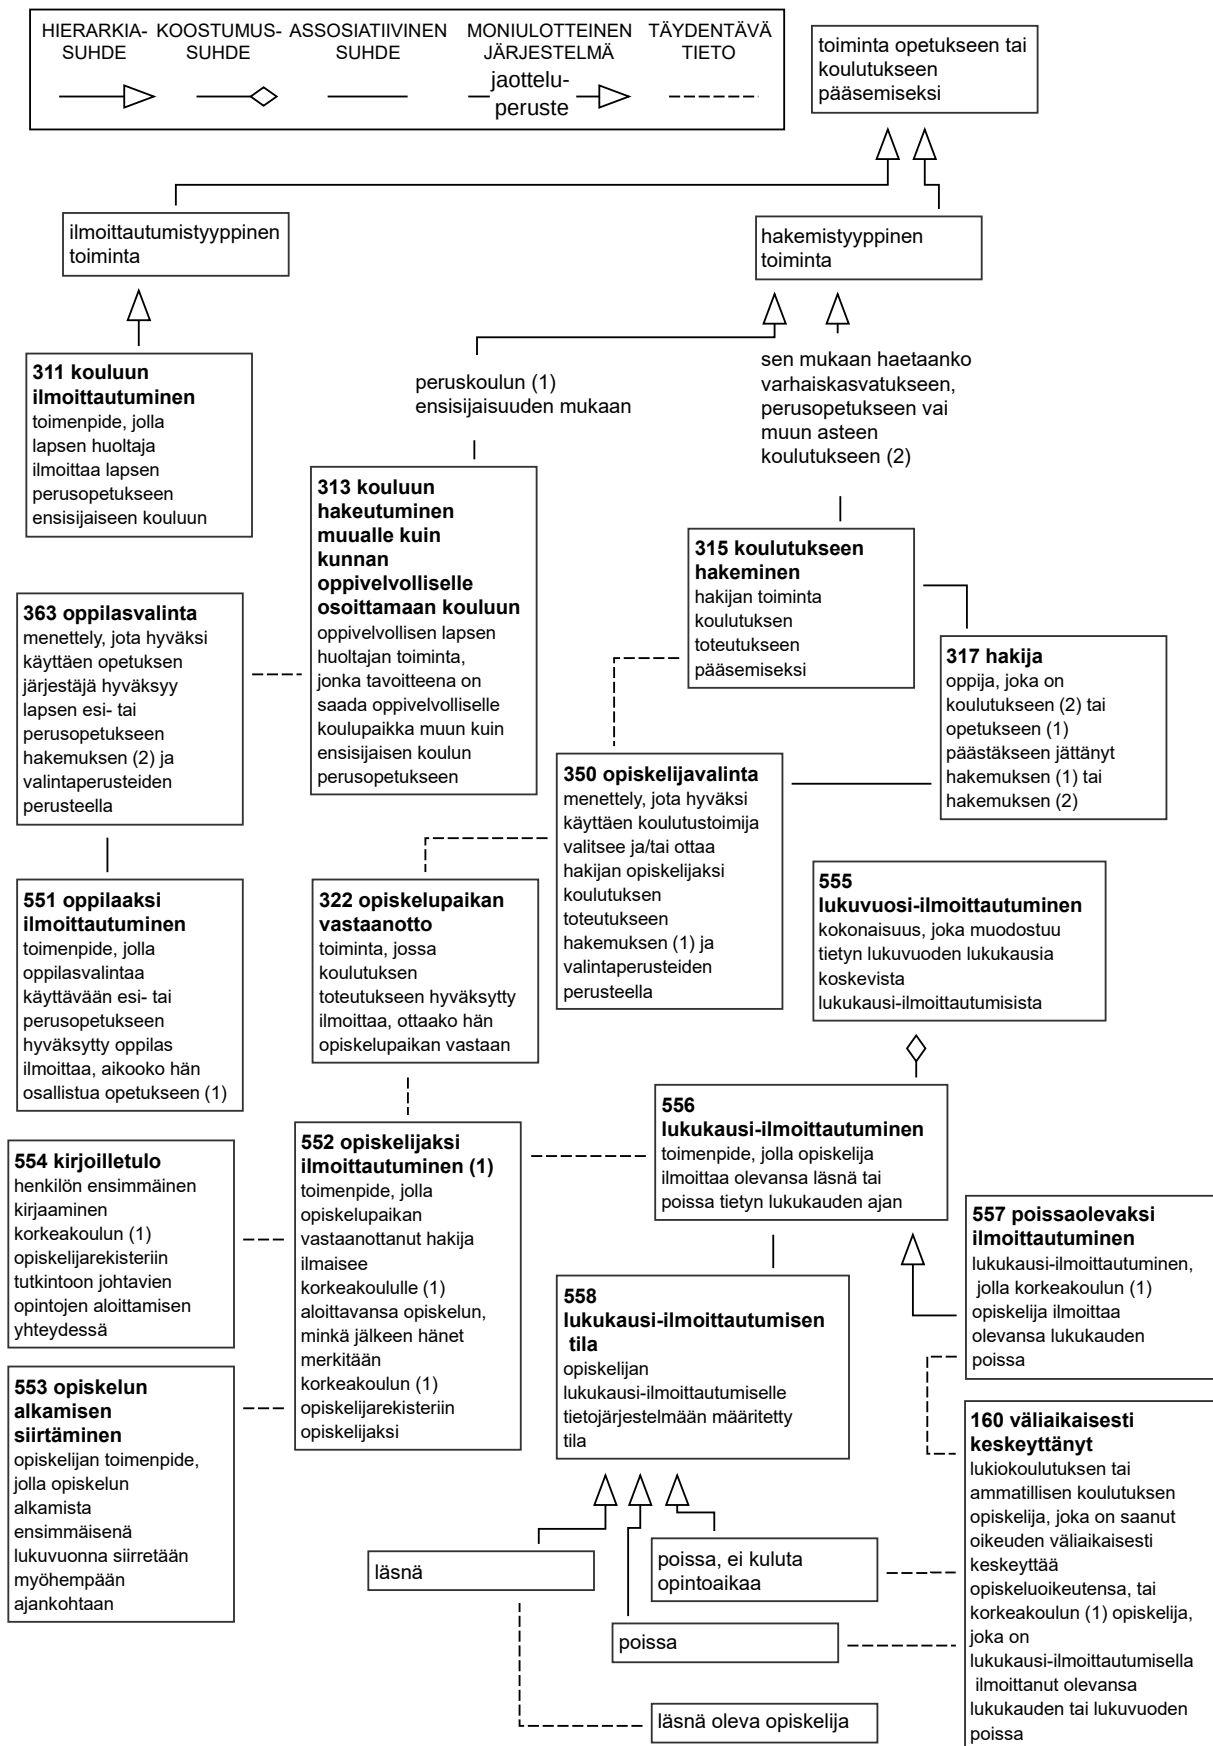 HIERARKIA-
SUHDE
KOOSTUMUS-
SUHDE
ASSOSIATIIVINEN
SUHDE
MONIULOTTEINEN
JÄRJESTELMÄ
jaottelu-
peruste
TÄYDENTÄVÄ
TIETO
toiminta opetukseen tai
koulutukseen
pääsemiseksi
ilmoittautumistyyppinen
toiminta
hakemistyyppinen
toiminta
311 kouluun
ilmoittautuminen
toimenpide, jolla
lapsen huoltaja
ilmoittaa lapsen
perusopetukseen
ensisijaiseen kouluun
peruskoulun (1)
ensisijaisuuden mukaan
sen mukaan haetaanko
varhaiskasvatukseen,
perusopetukseen vai
muun asteen
koulutukseen (2)
313 kouluun
hakeutuminen
muualle kuin
kunnan
oppivelvolliselle
osoittamaan kouluun
oppivelvollisen lapsen
huoltajan toiminta,
jonka tavoitteena on
saada oppivelvolliselle
koulupaikka muun kuin
ensisijaisen koulun
perusopetukseen
315 koulutukseen
hakeminen
hakijan toiminta
koulutuksen
toteutukseen
pääsemiseksi
363 oppilasvalinta
menettely, jota hyväksi
käyttäen opetuksen
järjestäjä hyväksyy
lapsen esi- tai
perusopetukseen
hakemuksen (2) ja
valintaperusteiden
perusteella
317 hakija
oppija, joka on
koulutukseen (2) tai
opetukseen (1)
päästäkseen jättänyt
hakemuksen (1) tai
hakemuksen (2)
350 opiskelijavalinta
menettely, jota hyväksi
käyttäen koulutustoimija
valitsee ja/tai ottaa
hakijan opiskelijaksi
koulutuksen
toteutukseen
hakemuksen (1) ja
valintaperusteiden
perusteella
551 oppilaaksi
ilmoittautuminen
toimenpide, jolla
oppilasvalintaa
käyttävään esi- tai
perusopetukseen
hyväksytty oppilas
ilmoittaa, aikooko hän
osallistua opetukseen (1)
322 opiskelupaikan
vastaanotto
toiminta, jossa
koulutuksen
toteutukseen hyväksytty
ilmoittaa, ottaako hän
opiskelupaikan vastaan
555
lukuvuosi-ilmoittautuminen
kokonaisuus, joka muodostuu
tietyn lukuvuoden lukukausia
koskevista
lukukausi-ilmoittautumisista
556
lukukausi-ilmoittautuminen
toimenpide, jolla opiskelija
ilmoittaa olevansa läsnä tai
poissa tietyn lukukauden ajan
552 opiskelijaksi
ilmoittautuminen (1)
toimenpide, jolla
opiskelupaikan
vastaanottanut hakija
ilmaisee
korkeakoululle (1)
aloittavansa opiskelun,
minkä jälkeen hänet
merkitään
korkeakoulun (1)
opiskelijarekisteriin
opiskelijaksi
554 kirjoilletulo
henkilön ensimmäinen
kirjaaminen
korkeakoulun (1)
opiskelijarekisteriin
tutkintoon johtavien
opintojen aloittamisen
yhteydessä
557 poissaolevaksi
ilmoittautuminen
lukukausi-ilmoittautuminen,
jolla korkeakoulun (1)
opiskelija ilmoittaa
olevansa lukukauden
poissa
558
lukukausi-ilmoittautumisen
tila
opiskelijan
lukukausi-ilmoittautumiselle
tietojärjestelmään määritetty
tila
553 opiskelun
alkamisen
siirtäminen
opiskelijan toimenpide,
jolla opiskelun
alkamista
ensimmäisenä
lukuvuonna siirretään
myöhempään
ajankohtaan
160 väliaikaisesti
keskeyttänyt
lukiokoulutuksen tai
ammatillisen koulutuksen
opiskelija, joka on saanut
oikeuden väliaikaisesti
keskeyttää
opiskeluoikeutensa, tai
korkeakoulun (1) opiskelija,
joka on
lukukausi-ilmoittautumisella
ilmoittanut olevansa
lukukauden tai lukuvuoden
poissa
läsnä
poissa, ei kuluta
opintoaikaa
poissa
läsnä oleva opiskelija